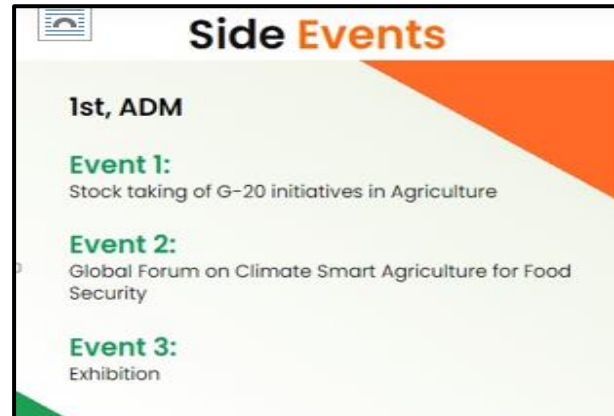 Side Events
1st, ADM
Event 1:
Stock taking of G-20 initiatives in Agriculture
Event 2:
Global Forum on Climate Smart Agriculture for Food
Security
Event 3:
Exhibition